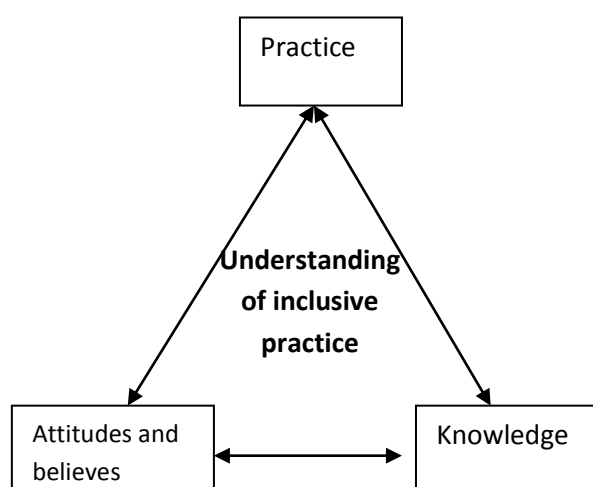 Practice
Understanding
of inclusive
practice
Attitudes and
believes
Knowledge